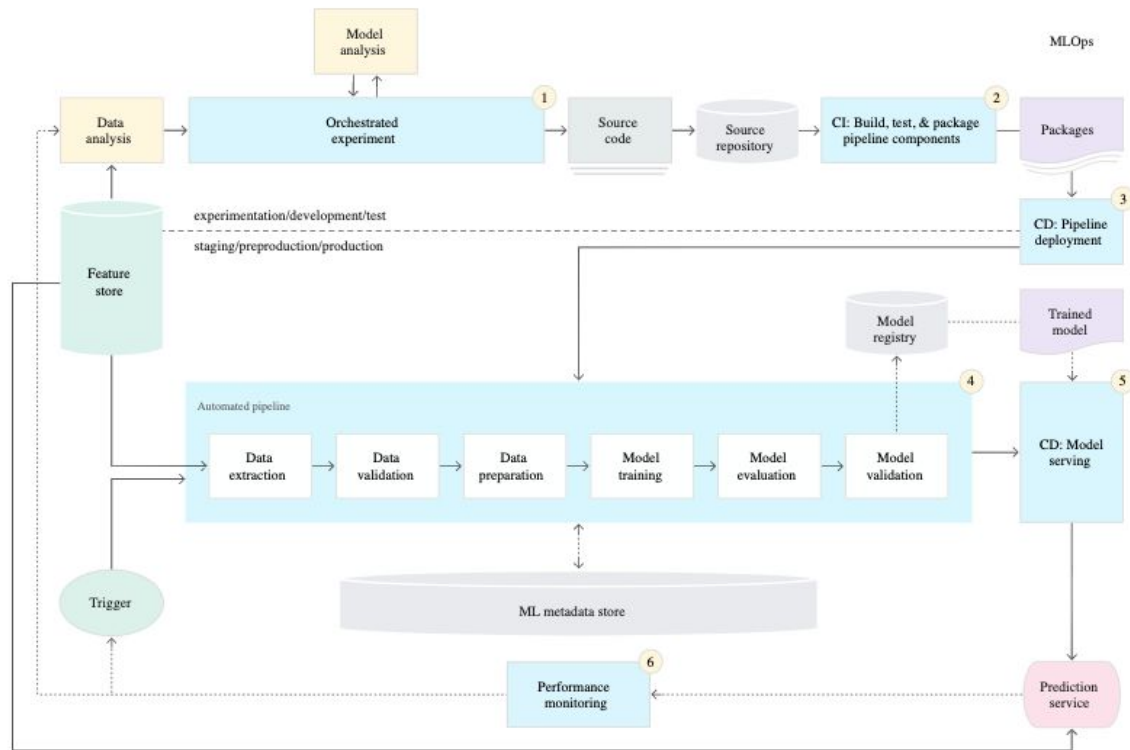 Model
analysis
MLOps
1
2
Data
analysis
Orchestrated
experiment
Source
code
Source
repository
CI: Build, test, & package
pipeline components
Packages
3
experimentation/development/test
staging/preproduction/production
CD: Pipeline
deployment
Feature
store
Model
registry
Trained
model
4
5
Automated pipeline
Data
extraction
Data
validation
Data
preparation
Model
training
Model
evaluation
Model
validation
CD: Model
serving
Trigger
ML metadata store
6
Performance
monitoring
Prediction
service